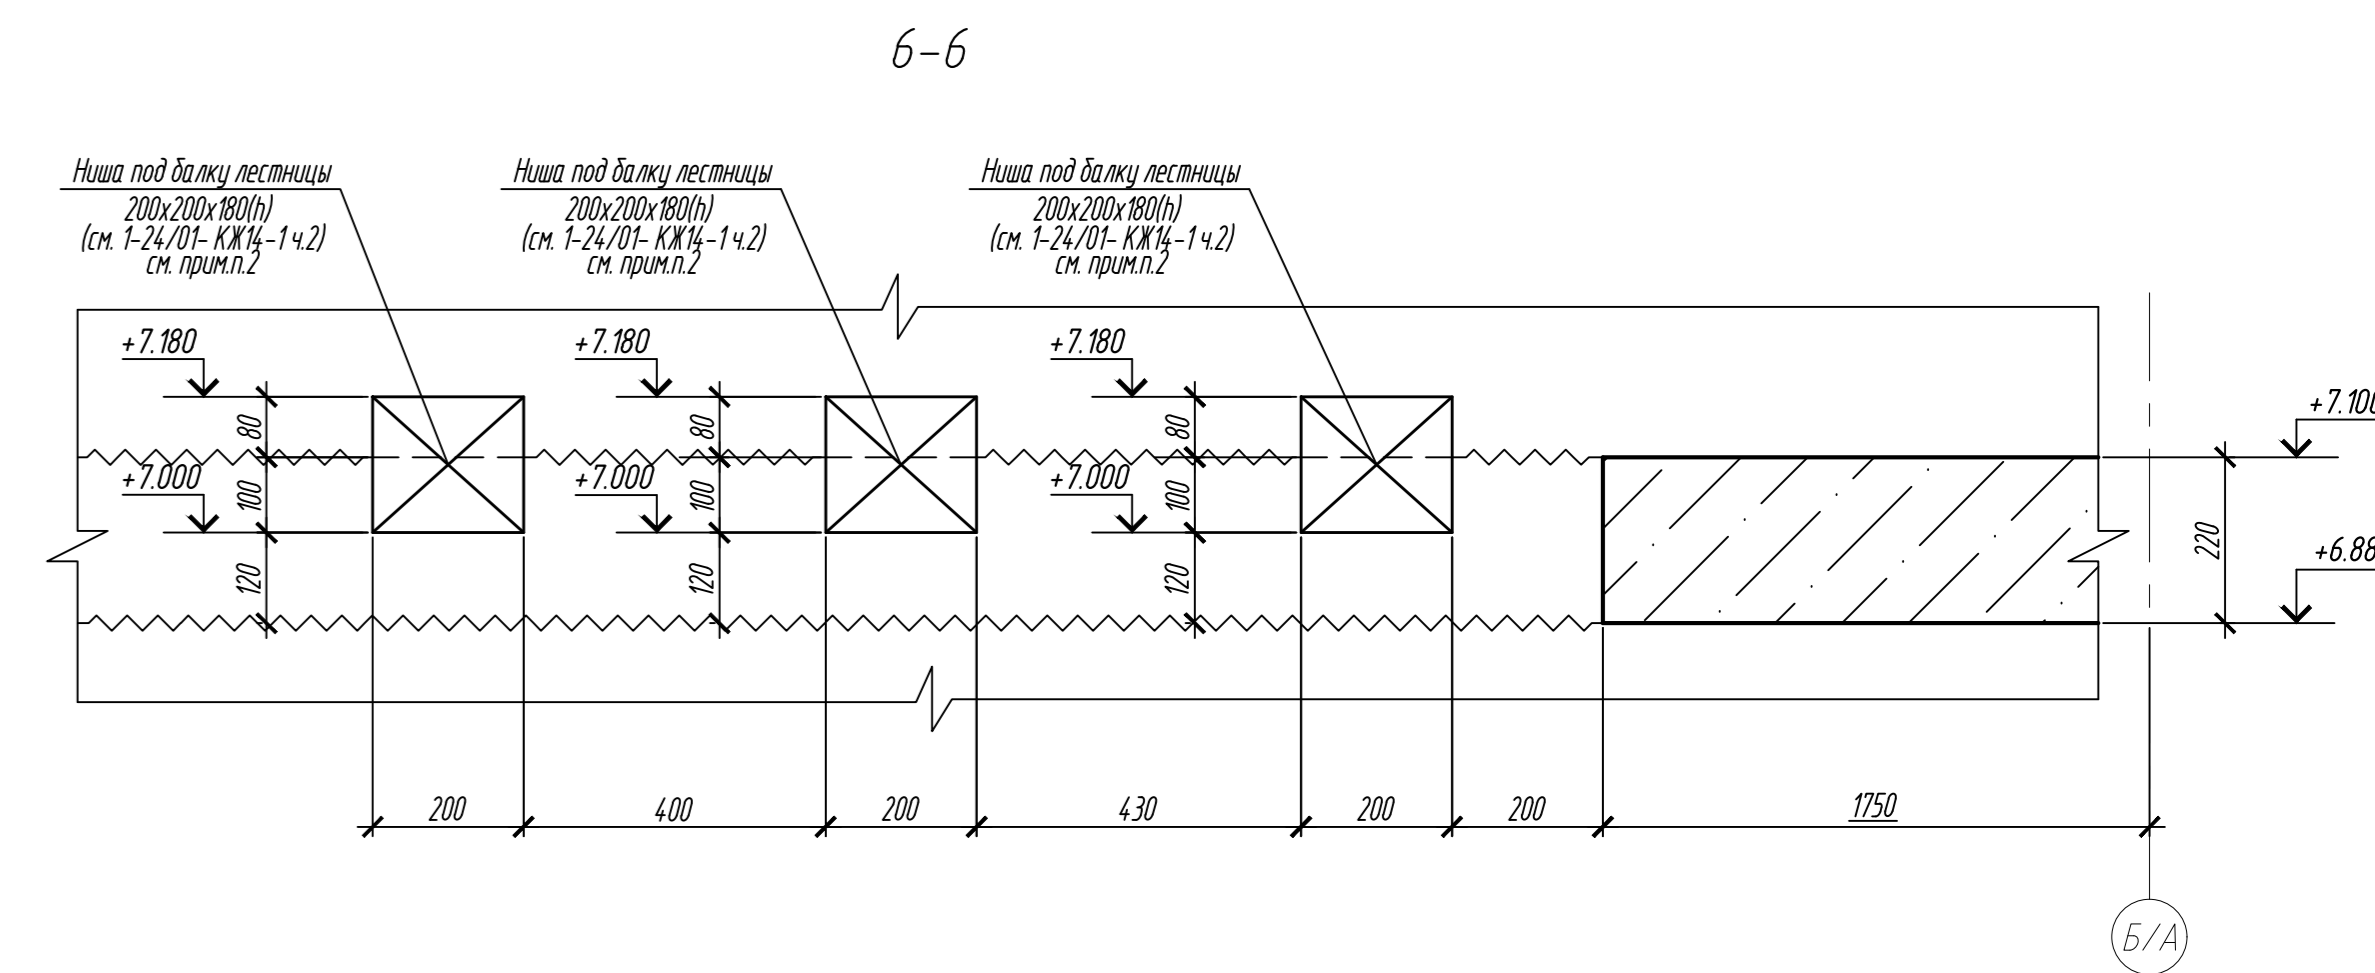 6-6
Ниша под балку лестницы
200х200х180(h)
(см. 1-24/01- КЖ14-1 ч.2)
см. прим.п.2
Ниша под балку лестницы
200х200х180(h)
(см. 1-24/01- КЖ14-1 ч.2)
см. прим.п.2
Ниша под балку лестницы
200х200х180(h)
(см. 1-24/01- КЖ14-1 ч.2)
см. прим.п.2
+7.180
80
+7.000
100
120
+7.180
80
+7.000
100
120
+7.180
80
+7.000
100
120
+7.100
220
+6.88
200
400
200
430
200
200
1750
Б/А